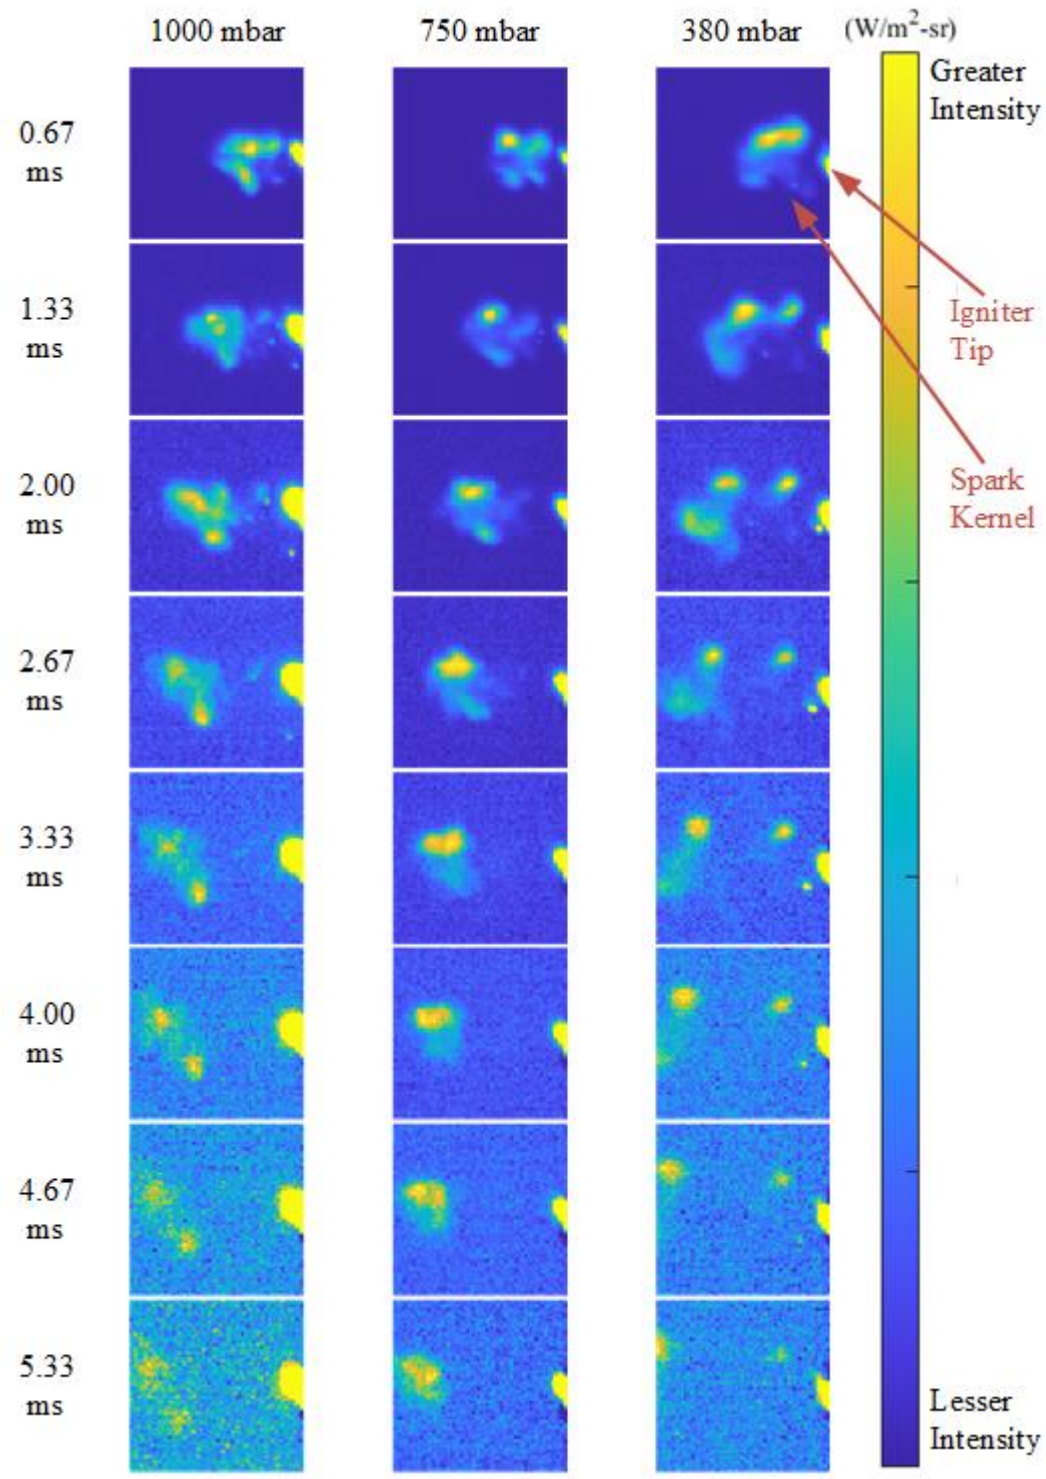 1000 mbar 750 mbar 380 mbar (W/m²-sr)
Greater
Intensity
0.67
ms
1.33
ms
Igniter
Tip
2.00
ms
Spark
Kernel
2.67
ms
3.33
ms
4.00
ms
4.67
ms
5.33
ms
Lesser
Intensity